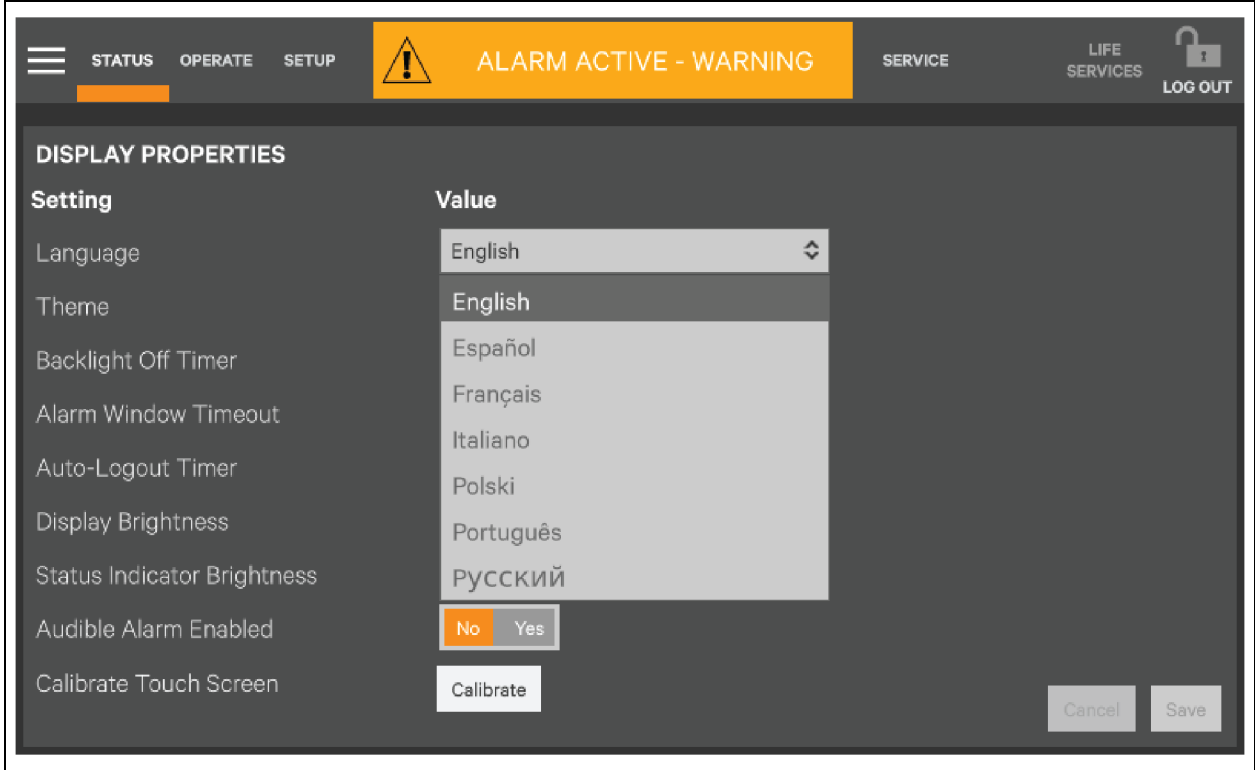 STATUS OPERATE SETUP ALARM ACTIVE - WARNING SERVICE LIFE
SERVICES
LOG OUT
DISPLAY PROPERTIES
Setting Value
Language English
Theme English
Español
Backlight Off Timer
Français
Alarm Window Timeout
Italiano
Auto-Logout Timer
Polski
Display Brightness
Português
Status Indicator Brightness
Русский
Audible Alarm Enabled No Yes
Calibrate Touch Screen Calibrate
Cancel Save